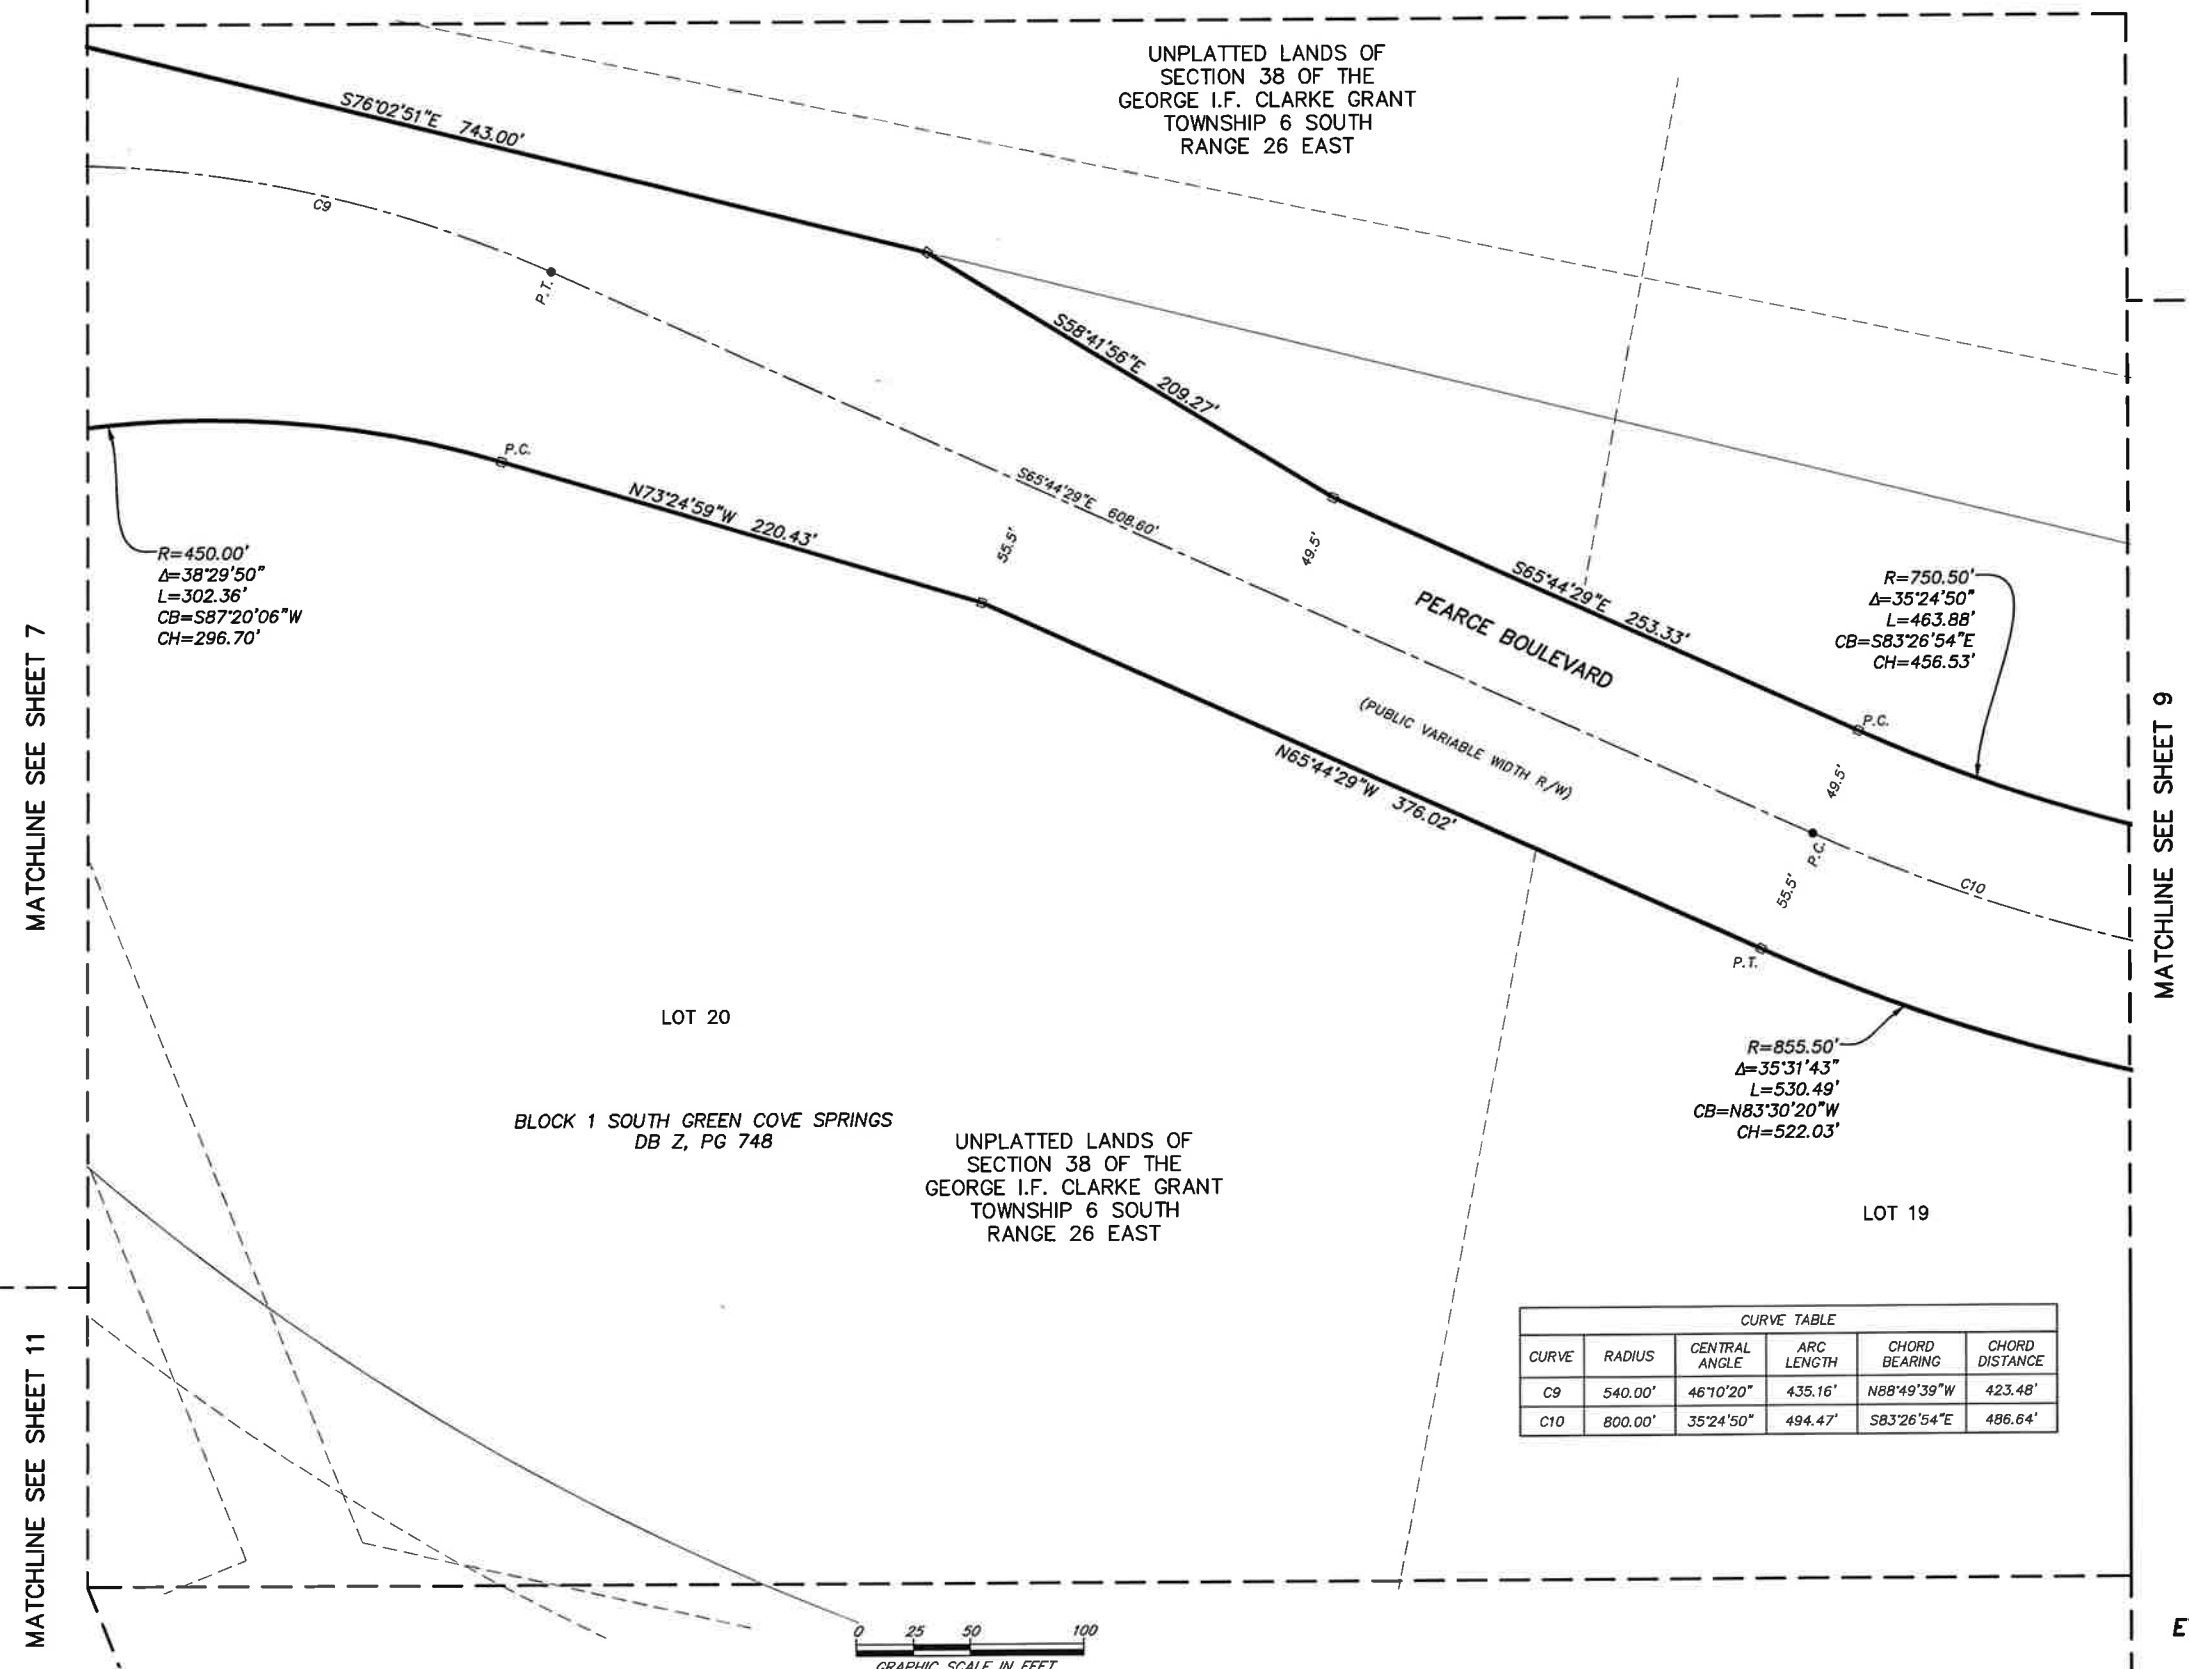 UNPLATTED LANDS OF
SECTION 38 OF THE
GEORGE I.F. CLARKE GRANT
TOWNSHIP 6 SOUTH
RANGE 26 EAST
S76°02'51"E 743.00'
C9
P.T.
S58°41'56"E 209.27'
P.C.
N73°24'59"W 220.43'
S65°44'29"E 608.60'
55.5'
49.5'
R=450.00'
Δ=38°29'50"
L=302.36'
CB=S87°20'06"W
CH=296.70'
S65°44'29"E 253.33'
PEARCE BOULEVARD
(PUBLIC VARIABLE WIDTH R/W)
R=750.50'
Δ=35°24'50"
L=463.88'
CB=S83°26'54"E
CH=456.53'
P.C.
49.5'
N65°44'29"W 376.02'
P.C.
55.5'
C10
P.T.
MATCHLINE SEE SHEET 7
MATCHLINE SEE SHEET 9
LOT 20
R=855.50'
Δ=35°31'43"
L=530.49'
CB=N83°30'20"W
CH=522.03'
BLOCK 1 SOUTH GREEN COVE SPRINGS
DB Z, PG 748
UNPLATTED LANDS OF
SECTION 38 OF THE
GEORGE I.F. CLARKE GRANT
TOWNSHIP 6 SOUTH
RANGE 26 EAST
LOT 19
CURVE TABLE
CURVE RADIUS CENTRAL ANGLE ARC LENGTH CHORD BEARING CHORD DISTANCE
C9 540.00' 46°10'20" 435.16' N88°49'39"W 423.48'
C10 800.00' 35°24'50" 494.47' S83°26'54"E 486.64'
MATCHLINE SEE SHEET 11
0 25 50 100
GRAPHIC SCALE IN FEET